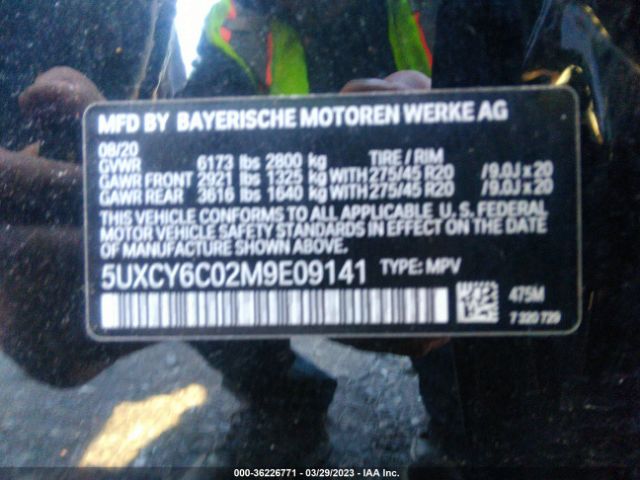 MFD BY BAYERISCHE MOTOREN WERKE AG
08/20
GVWR 6173 lbs 2800 kg TIRE / RIM
GAWR FRONT 2921 lbs 1325 kg WITH 275/45 R20 /9.0J x 20
GAWR REAR 3616 lbs 1640 kg WITH 275/45 R20 /9.0J x 20
THIS VEHICLE CONFORMS TO ALL APPLICABLE U.S. FEDERAL
MOTOR VEHICLE SAFETY STANDARDS IN EFFECT ON THE DATE
OF MANUFACTURE SHOWN ABOVE.
5UXCY6C02M9E09141 TYPE: MPV
475M
7 320 729
000-36226771 - 03/29/2023 - IAA Inc.